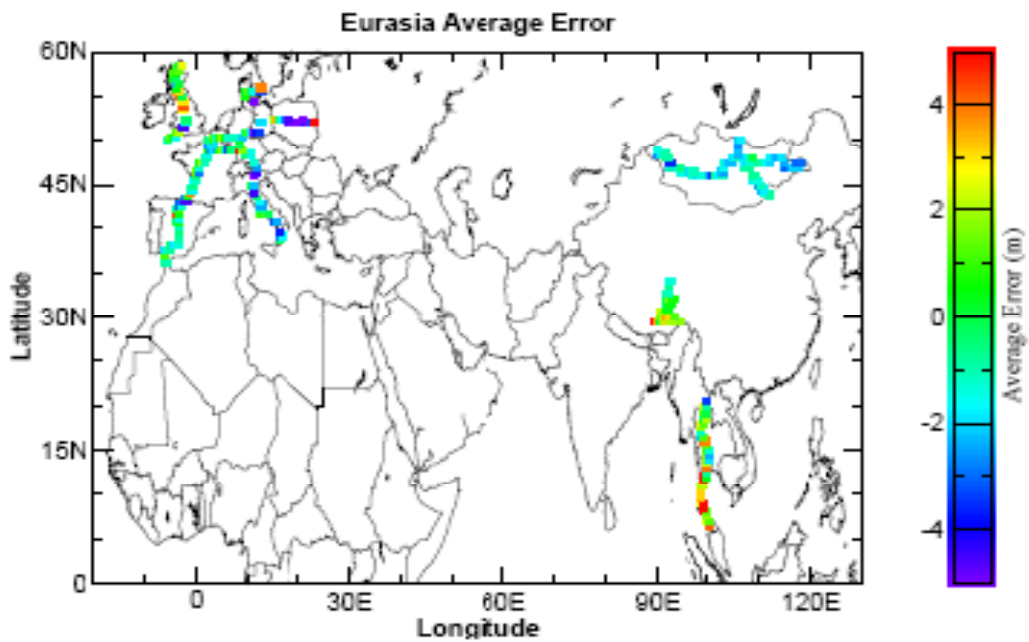 Eurasia Average Error
60N
45N
30N
15N
0
Latitude
0
30E
60E
90E
120E
Longitude
4
2
0
-2
-4
Average Error (m)